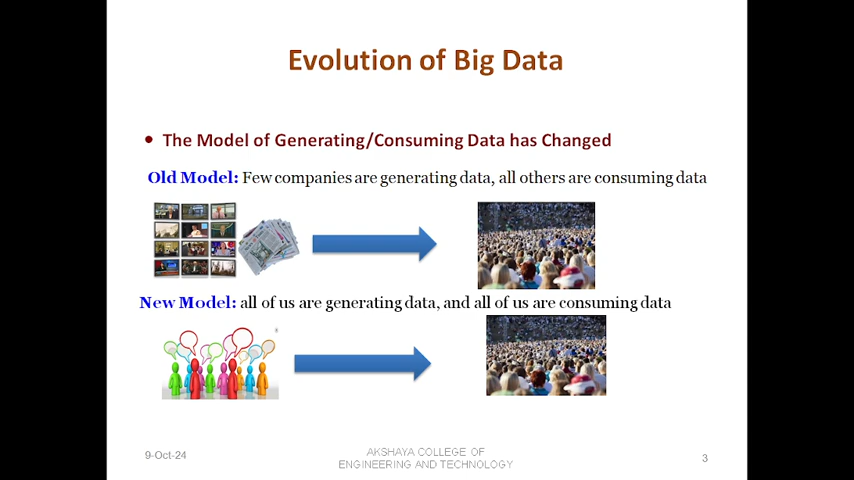 Evolution of Big Data
• The Model of Generating/Consuming Data has Changed
Old Model: Few companies are generating data, all others are consuming data
New Model: all of us are generating data, and all of us are consuming data
9-Oct-24
AKSHAYA COLLEGE OF
ENGINEERING AND TECHNOLOGY
3